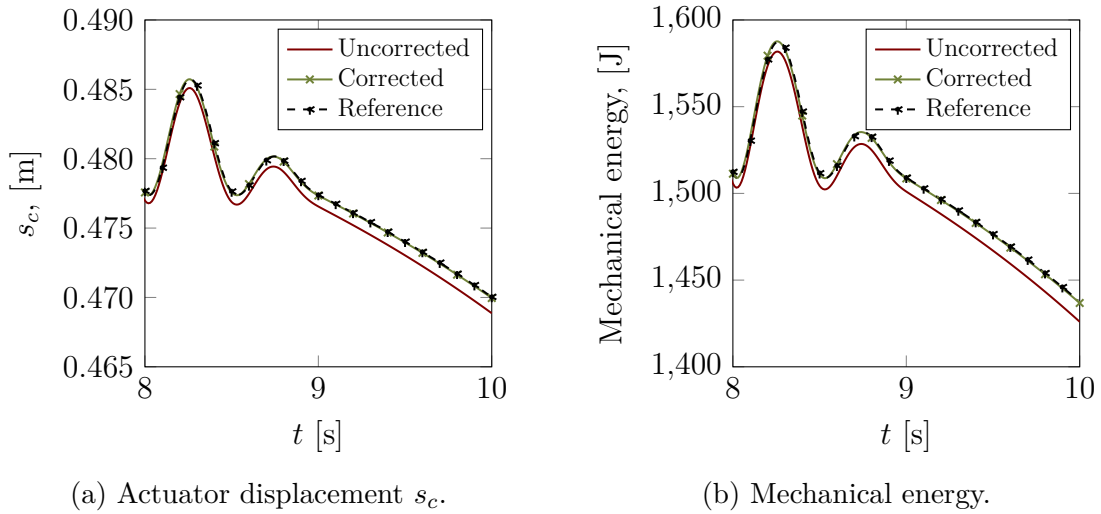 0.490
0.485
0.480
0.475
0.470
0.465
8
9
10
s_c, [m]
t [s]
Uncorrected
Corrected
Reference
(a) Actuator displacement s_c.
1,600
1,550
1,500
1,450
1,400
8
9
10
Mechanical energy, [J]
t [s]
Uncorrected
Corrected
Reference
(b) Mechanical energy.